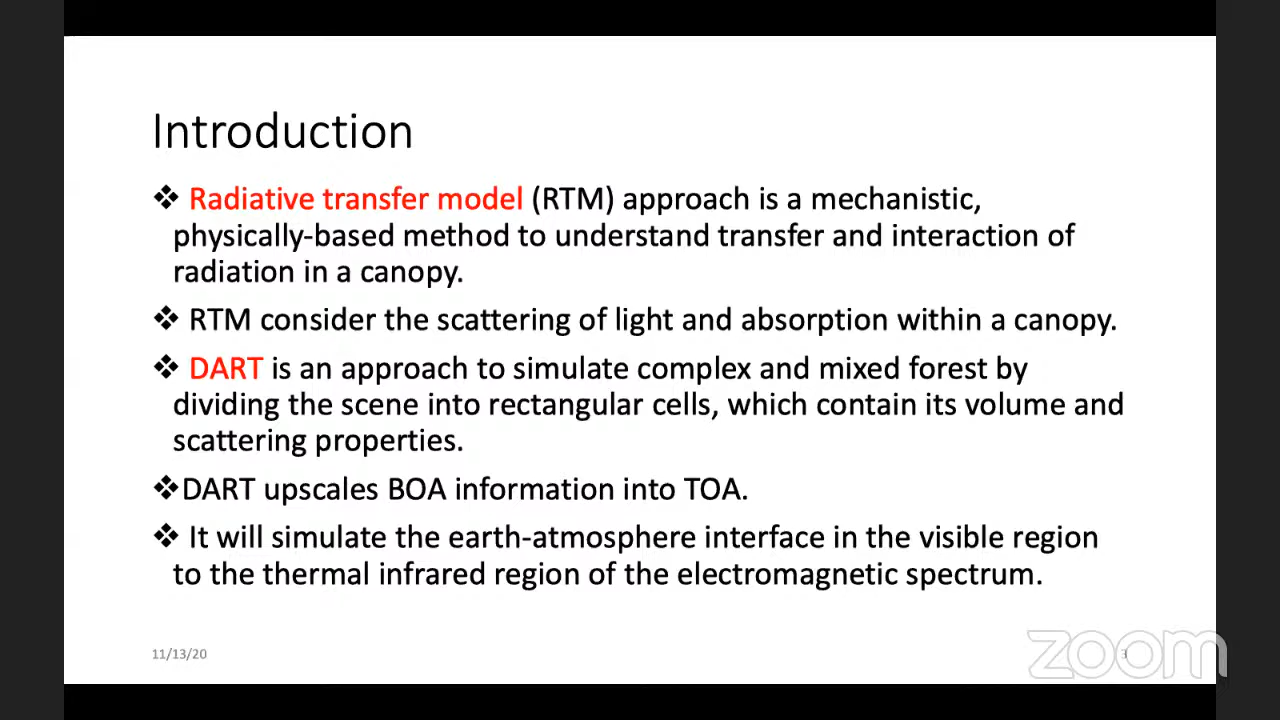 Introduction
❖ Radiative transfer model (RTM) approach is a mechanistic,
physically-based method to understand transfer and interaction of
radiation in a canopy.
❖ RTM consider the scattering of light and absorption within a canopy.
❖ DART is an approach to simulate complex and mixed forest by
dividing the scene into rectangular cells, which contain its volume and
scattering properties.
❖DART upscales BOA information into TOA.
❖ It will simulate the earth-atmosphere interface in the visible region
to the thermal infrared region of the electromagnetic spectrum.
11/13/20
3
zoom